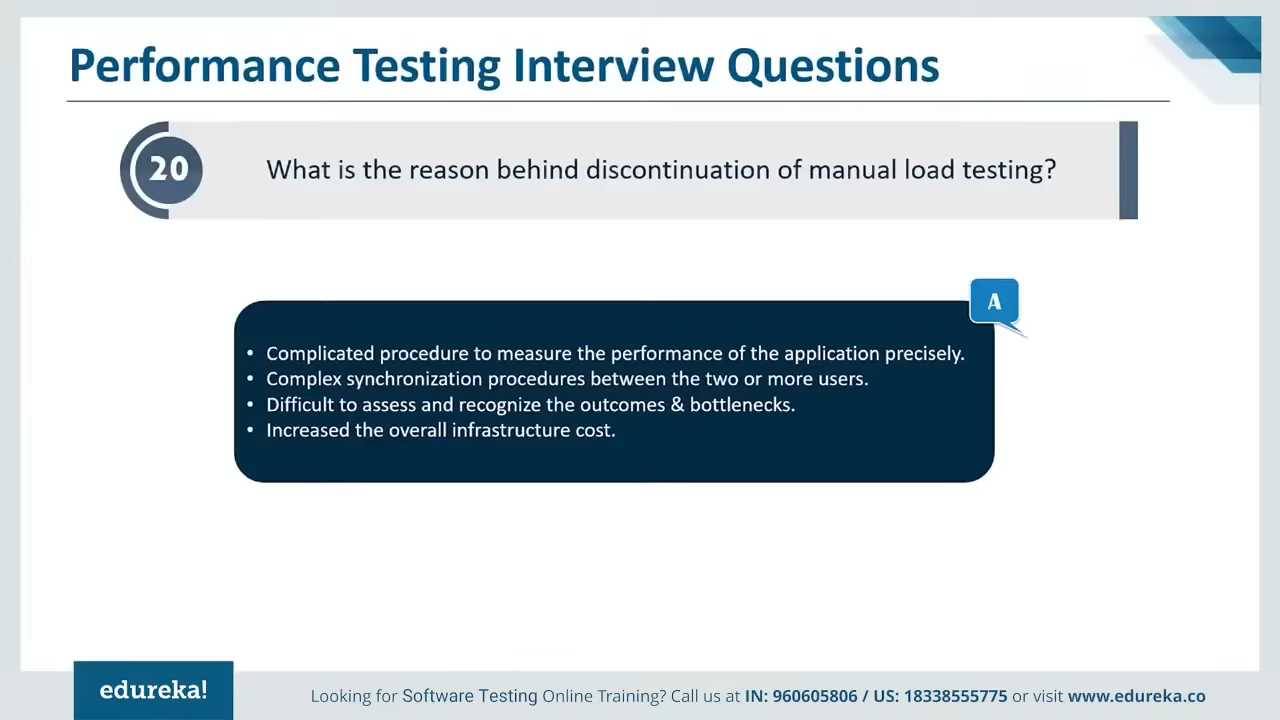 Performance Testing Interview Questions
20
What is the reason behind discontinuation of manual load testing?
A
• Complicated procedure to measure the performance of the application precisely.
• Complex synchronization procedures between the two or more users.
• Difficult to assess and recognize the outcomes & bottlenecks.
• Increased the overall infrastructure cost.
edureka!
Looking for Software Testing Online Training? Call us at IN: 960605806 / US: 18338555775 or visit www.edureka.co